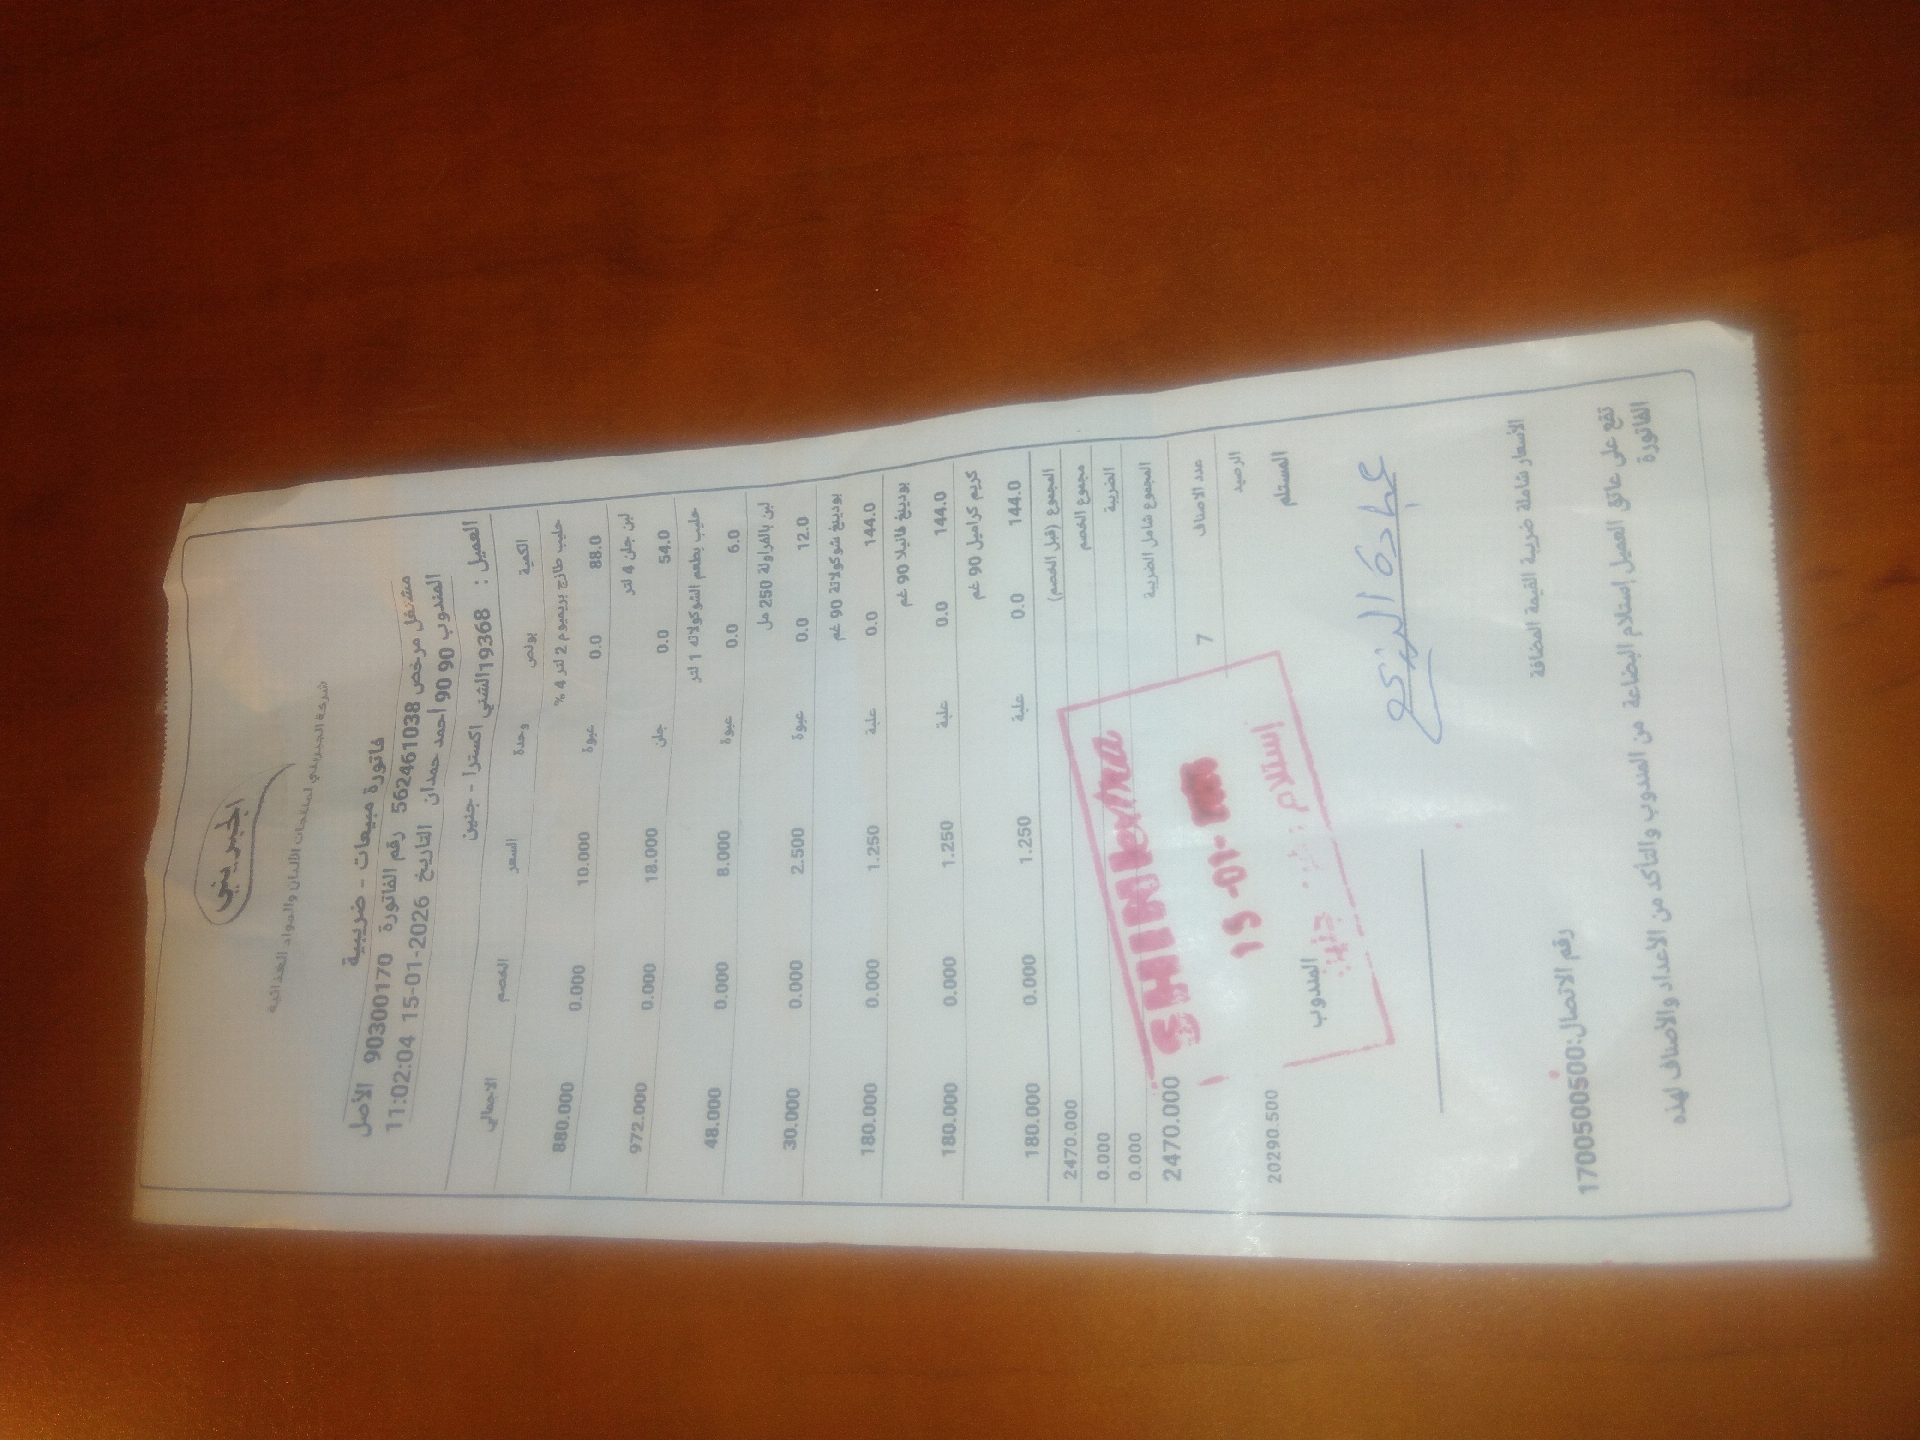 الجبريني
شركة الجبريني لمنتجات الألبان والمواد الغذائية
فاتورة مبيعات - ضريبية
مشتغل مرخص 562461038 رقم الفاتورة 90300170 الأصل
المندوب 90 90 احمد حمدان التاريخ 15-01-2026 11:02:04
العميل : 19368الشني اكسترا - جنين
الكمية بونص وحدة السعر الخصم الاجمالي
حليب طازج بريميوم 2 لتر 4 %
88.0 0.0 عبوة 10.000 0.000 880.000
لبن جلن 4 لتر
54.0 0.0 جلن 18.000 0.000 972.000
حليب بطعم الشوكولاته 1 لتر
6.0 0.0 عبوة 8.000 0.000 48.000
لبن بالفراولة 250 مل
12.0 0.0 عبوة 2.500 0.000 30.000
بودينغ شوكولاتة 90 غم
144.0 0.0 علبة 1.250 0.000 180.000
بودينغ فانيلا 90 غم
144.0 0.0 علبة 1.250 0.000 180.000
كريم كراميل 90 غم
144.0 0.0 علبة 1.250 0.000 180.000
المجموع (قبل الخصم) 2470.000
مجموع الخصم 0.000
الضريبة 0.000
المجموع شامل الضريبة 2470.000
عدد الاصناف 7
الرصيد 20290.500
المستلم المندوب
extra
19-01-
إستلام
جنين
الأسعار شاملة ضريبة القيمة المضافة
رقم الاتصال:1700500500
تقع على عاتق العميل إستلام البضاعة من المندوب والتأكد من الاعداد والاصناف لهذه
الفاتورة